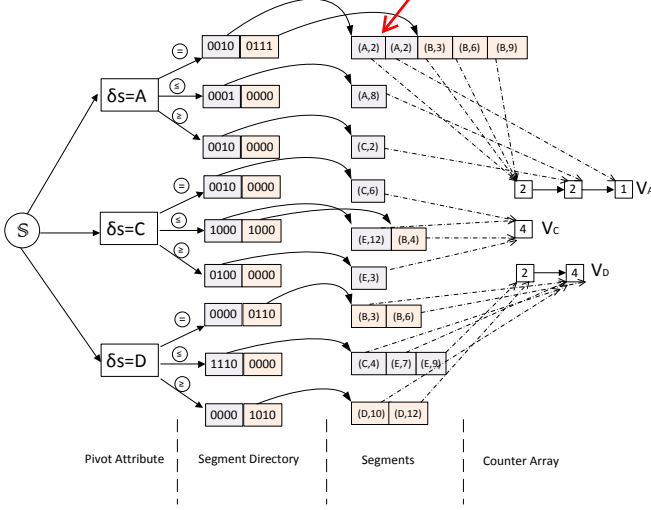 = 0010 0111 (A,2) (A,2) (B,3) (B,6) (B,9)
δs=A ≤ 0001 0000 (A,8)
≥ 0010 0000 (C,2)
2 2 1 VA
= 0010 0000 (C,6)
𝕊 δs=C ≤ 1000 1000 (E,12) (B,4) 4 VC
≥ 0100 0000 (E,3)
2 4 VD
= 0000 0110 (B,3) (B,6)
δs=D ≤ 1110 0000 (C,4) (E,7) (E,9)
≥ 0000 1010 (D,10) (D,12)
Pivot Attribute Segment Directory Segments Counter Array